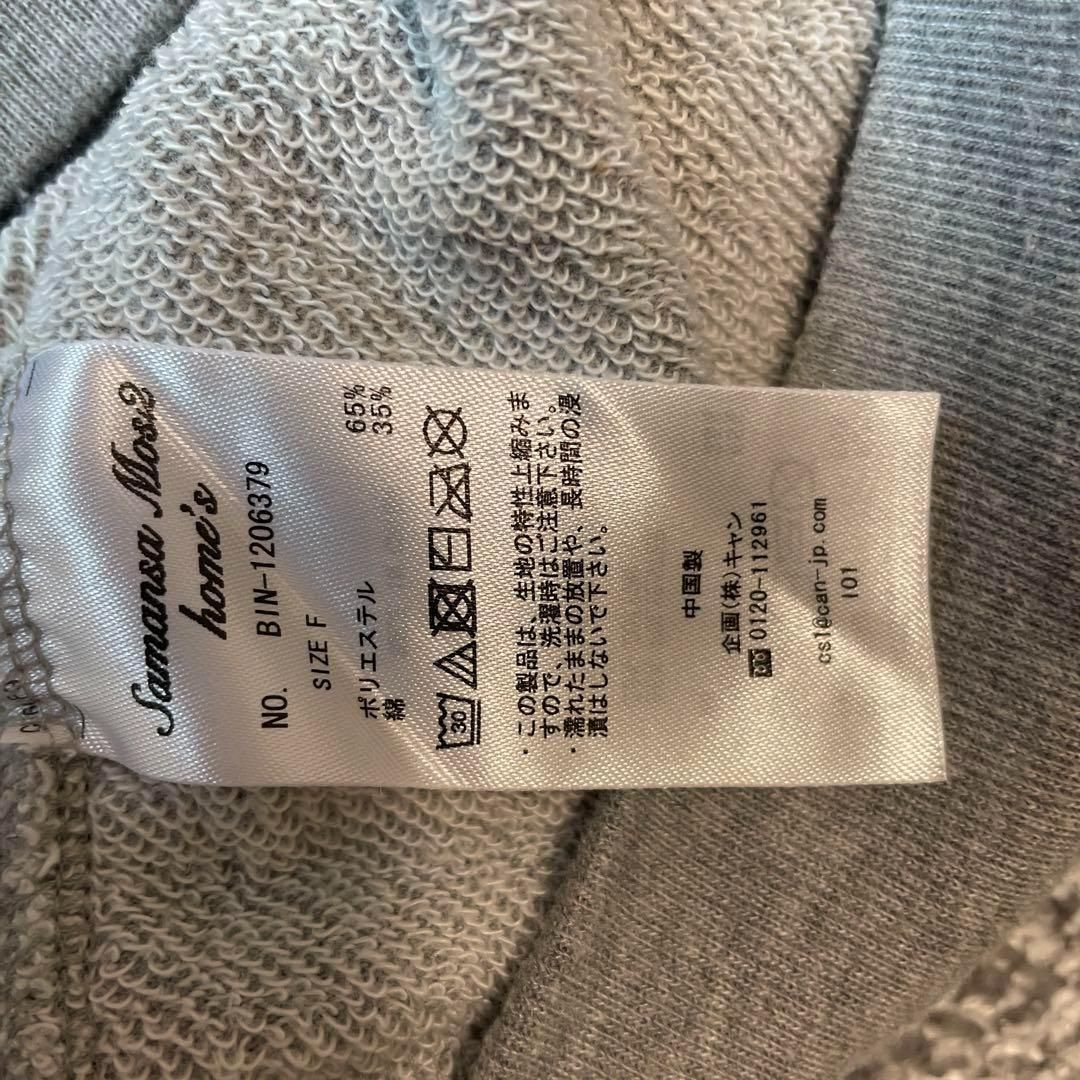 Samansa Mos2
home's
NO. BIN-1206379
SIZE F
ポリエステル 65%
綿 35%
30
・この製品は、生地の特性上縮みま
すので、洗濯時はご注意下さい。
・濡れたままの放置や、長時間の浸
漬はしないで下さい。
中国製
企画(株)キャン
0120-112961
cs1@can-jp.com
101